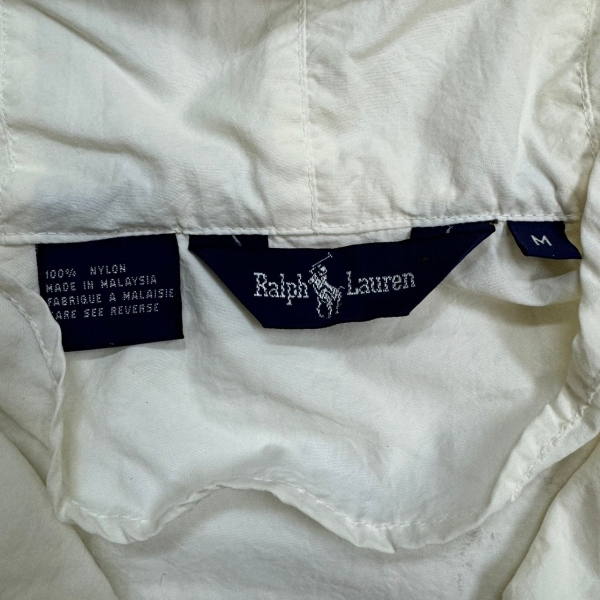 100% NYLON
MADE IN MALAYSIA
FABRIQUE A MALAISIE
CARE SEE REVERSE
Ralph Lauren
M